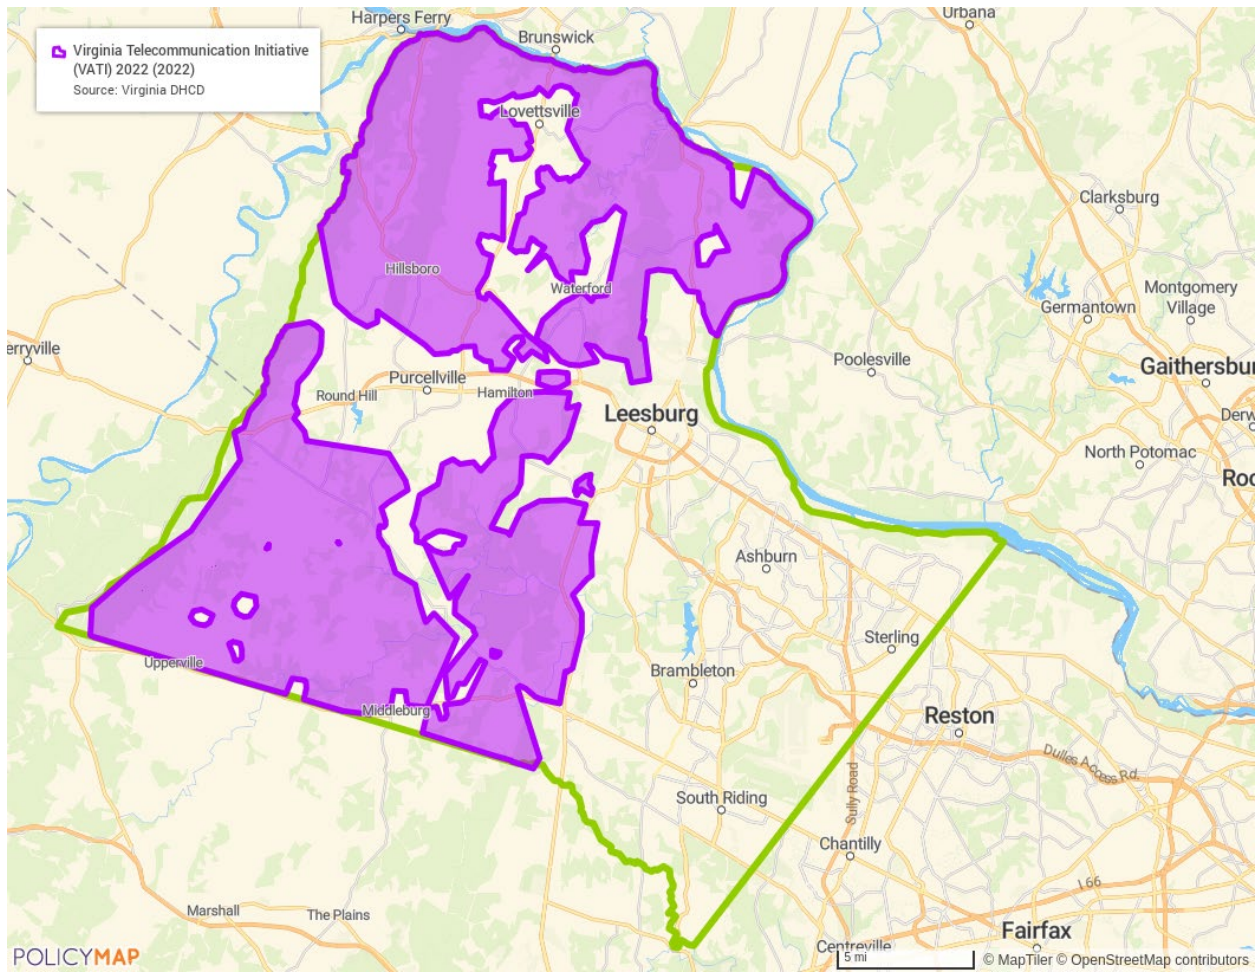 Harpers Ferry
Urbana
Brunswick
Virginia Telecommunication Initiative
(VATI) 2022 (2022)
Source: Virginia DHCD
Lovettsville
Clarksburg
Hillsboro
Waterford
Montgomery
Village
Germantown
erryville
Poolesville
Gaithersbur
Purcellville
Round Hill
Hamilton
Leesburg
Derw
North Potomac
Roc
Ashburn
Sterling
Upperville
Brambleton
Middleburg
Reston
Dulles Access Rd.
South Riding
Sully Road
Chantilly
I 66
Marshall
The Plains
Fairfax
Centreville
POLICYMAP
5 mi
© MapTiler © OpenStreetMap contributors